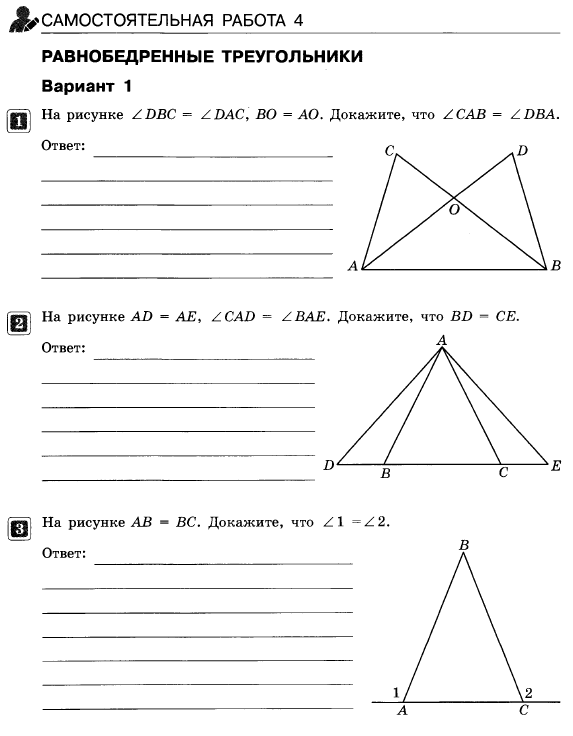 САМОСТОЯТЕЛЬНАЯ РАБОТА 4
РАВНОБЕДРЕННЫЕ ТРЕУГОЛЬНИКИ
Вариант 1
1 На рисунке ∠DBC = ∠DAC, BO = AO. Докажите, что ∠CAB = ∠DBA.
Ответ:
C D
O
A B
2 На рисунке AD = AE, ∠CAD = ∠BAE. Докажите, что BD = CE.
Ответ:
A
D B C E
3 На рисунке AB = BC. Докажите, что ∠1 =∠2.
Ответ:
B
1 2
A C